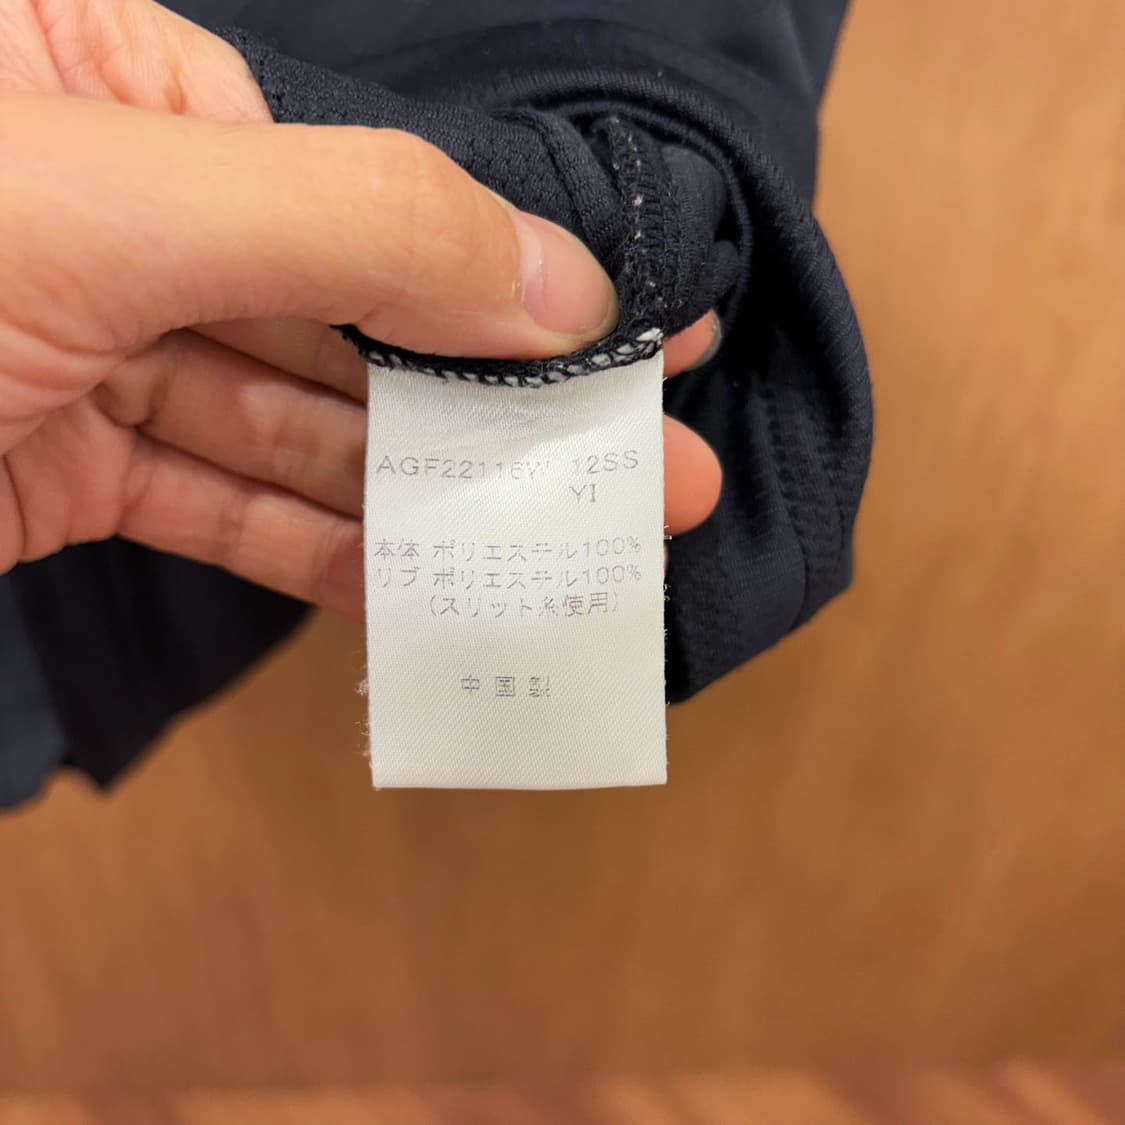 AGF22116W 12SS
YI
本体 ポリエステル100%
リブ ポリエステル100%
(スリット糸使用)
中国製